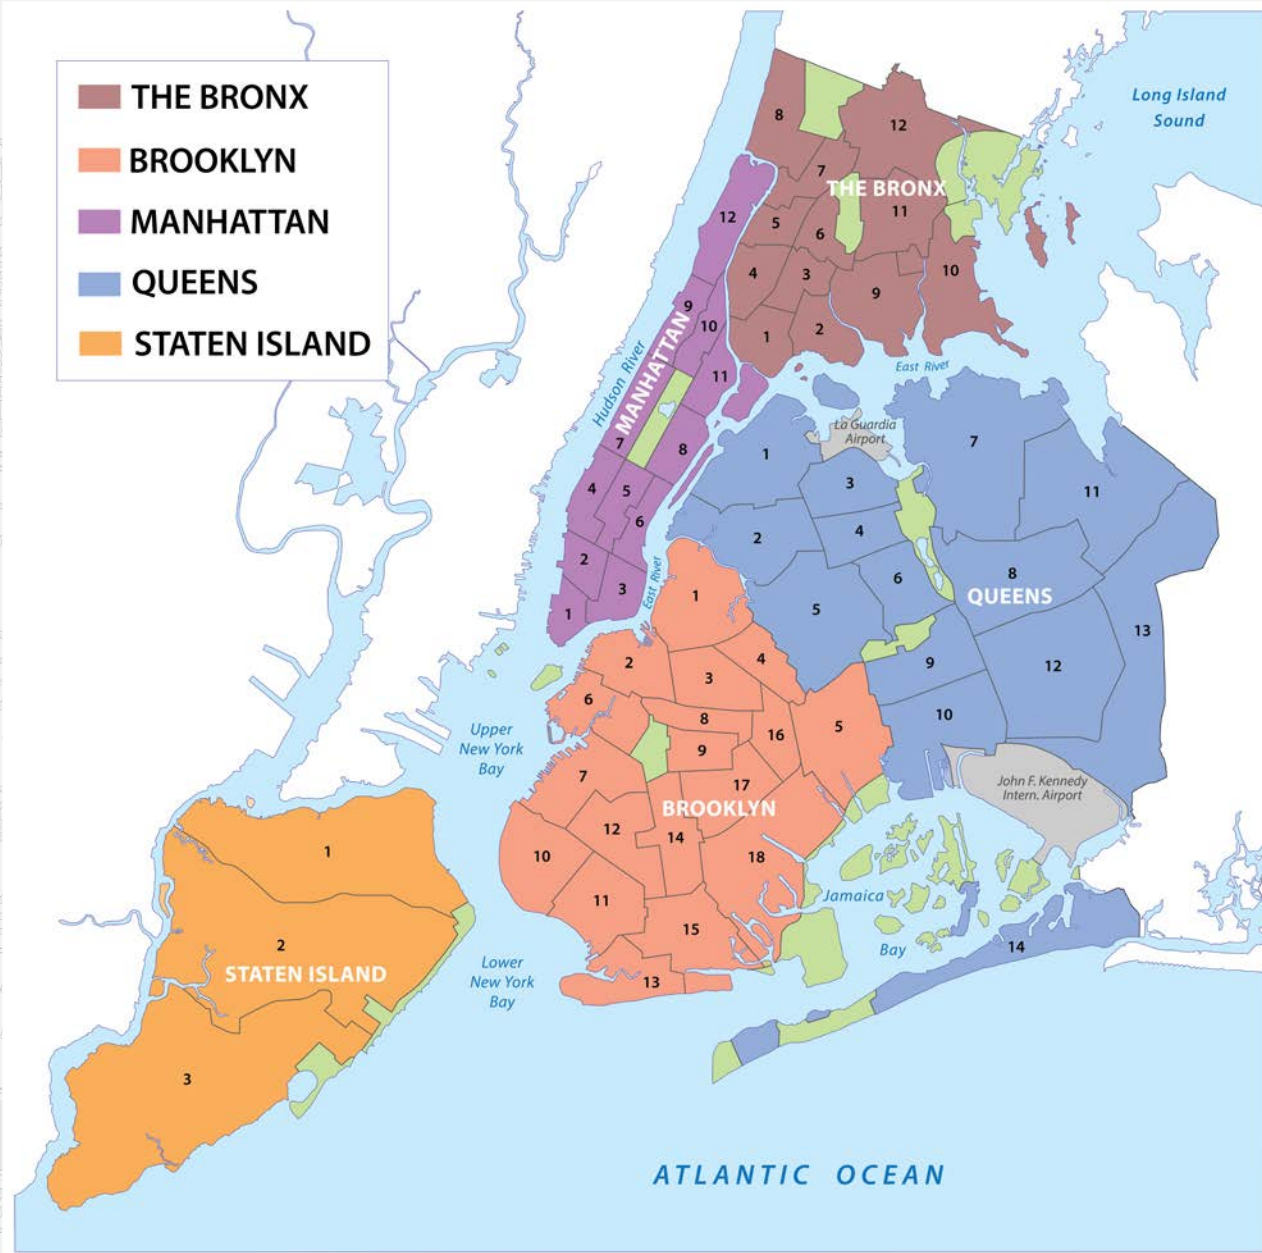 THE BRONX
BROOKLYN
MANHATTAN
QUEENS
STATEN ISLAND
Long Island
Sound
8
12
7
THE BRONX
11
5
6
4
3
10
9
1
2
East River
12
9
10
MANHATTAN
11
Hudson River
7
8
4
5
6
2
3
1
East River
La Guardia
Airport
1
7
3
11
2
4
6
8
QUEENS
5
13
9
12
10
John F. Kennedy
Intern. Airport
14
1
2
4
3
6
8
5
16
9
7
17
BROOKLYN
12
14
10
18
11
15
13
Upper
New York
Bay
Jamaica
Bay
Lower
New York
Bay
1
2
STATEN ISLAND
3
ATLANTIC OCEAN